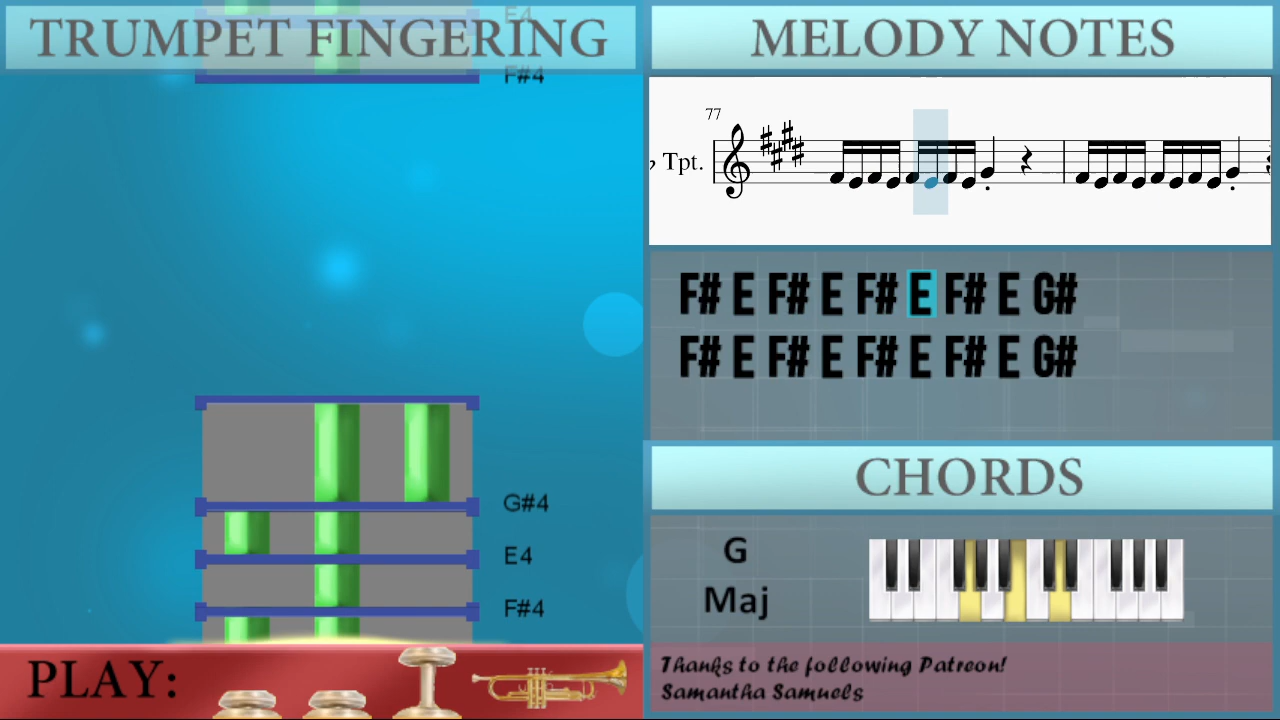 TRUMPET FINGERING
E4
F#4
G#4
E4
F#4
PLAY:
MELODY NOTES
77
Tpt.
F# E F# E F# E F# E G#
F# E F# E F# E F# E G#
CHORDS
G
Maj
Thanks to the following Patreon!
Samantha Samuels